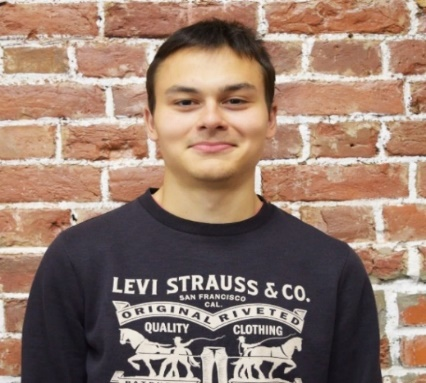 LEVI STRAUSS & CO.
SAN FRANCISCO
CAL.
ORIGINAL RIVETED
QUALITY CLOTHING